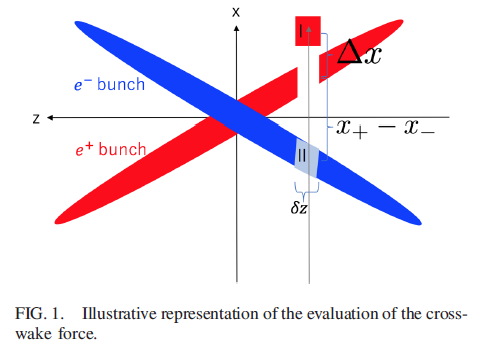 x
I
Δx
e⁻ bunch
z
x₊ − x₋
e⁺ bunch
II
δz
FIG. 1. Illustrative representation of the evaluation of the cross-
wake force.